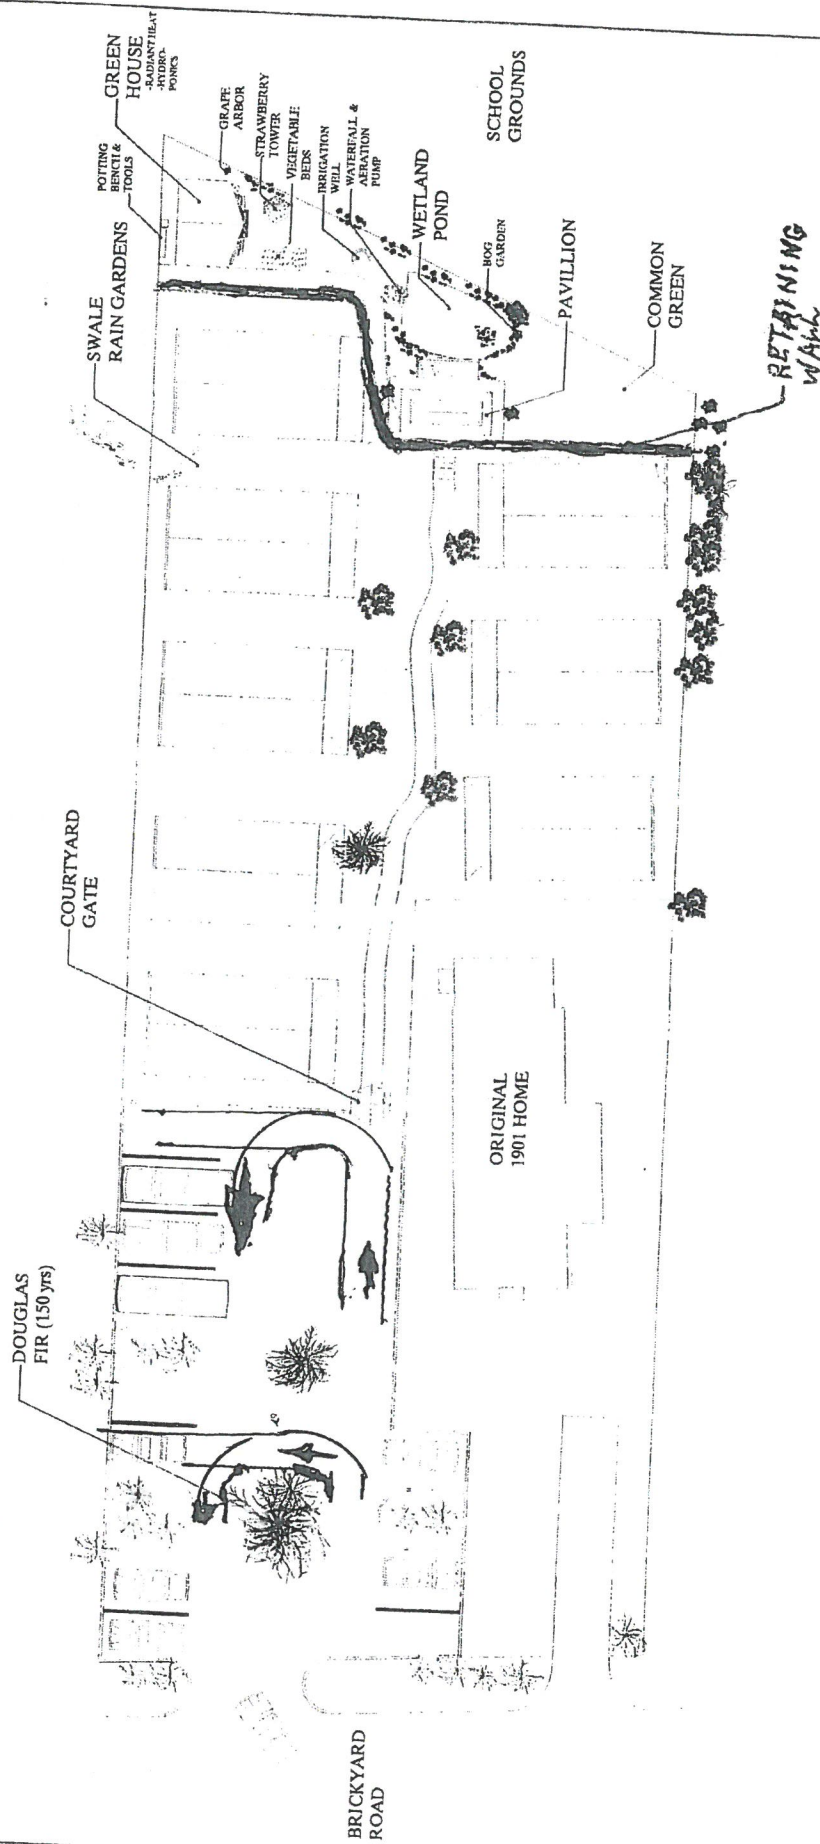 GREEN
HOUSE
-RADIANT HEAT
-HYDRO-
PONICS
POTTING
BENCH &
TOOLS
GRAPE
ARBOR
STRAWBERRY
TOWER
VEGETABLE
BEDS
IRRIGATION
WELL
WATERFALL &
AERATION
PUMP
SCHOOL
GROUNDS
SWALE
RAIN GARDENS
WETLAND
POND
BOG
GARDEN
PAVILLION
COMMON
GREEN
RETAINING
WALL
COURTYARD
GATE
ORIGINAL
1901 HOME
DOUGLAS
FIR (150 yrs)
BRICKYARD
ROAD